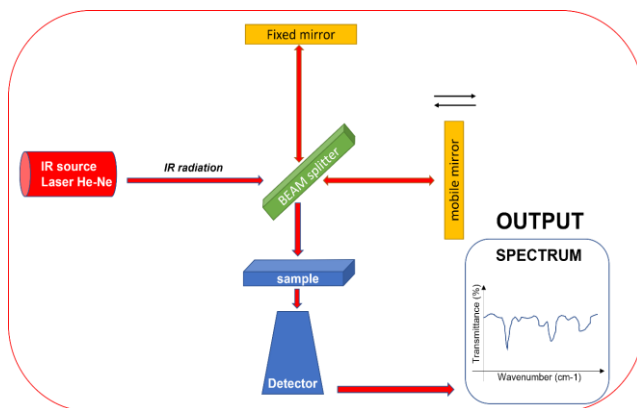 Fixed mirror
IR source
Laser He-Ne
IR radiation
BEAM splitter
mobile mirror
OUTPUT
SPECTRUM
sample
Transmittance (%)
Detector
Wavenumber (cm-1)